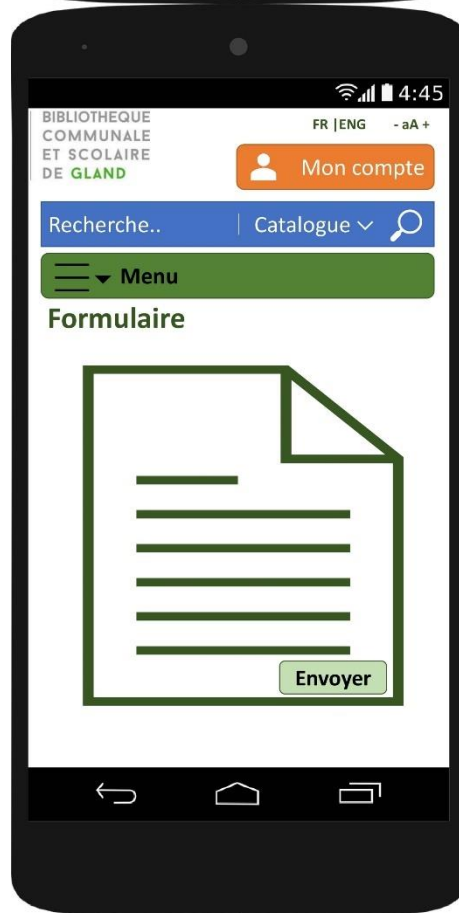 4:45
BIBLIOTHEQUE
COMMUNALE
ET SCOLAIRE
DE GLAND
FR |ENG - aA +
Mon compte
Recherche.. Catalogue
Menu
Formulaire
Envoyer